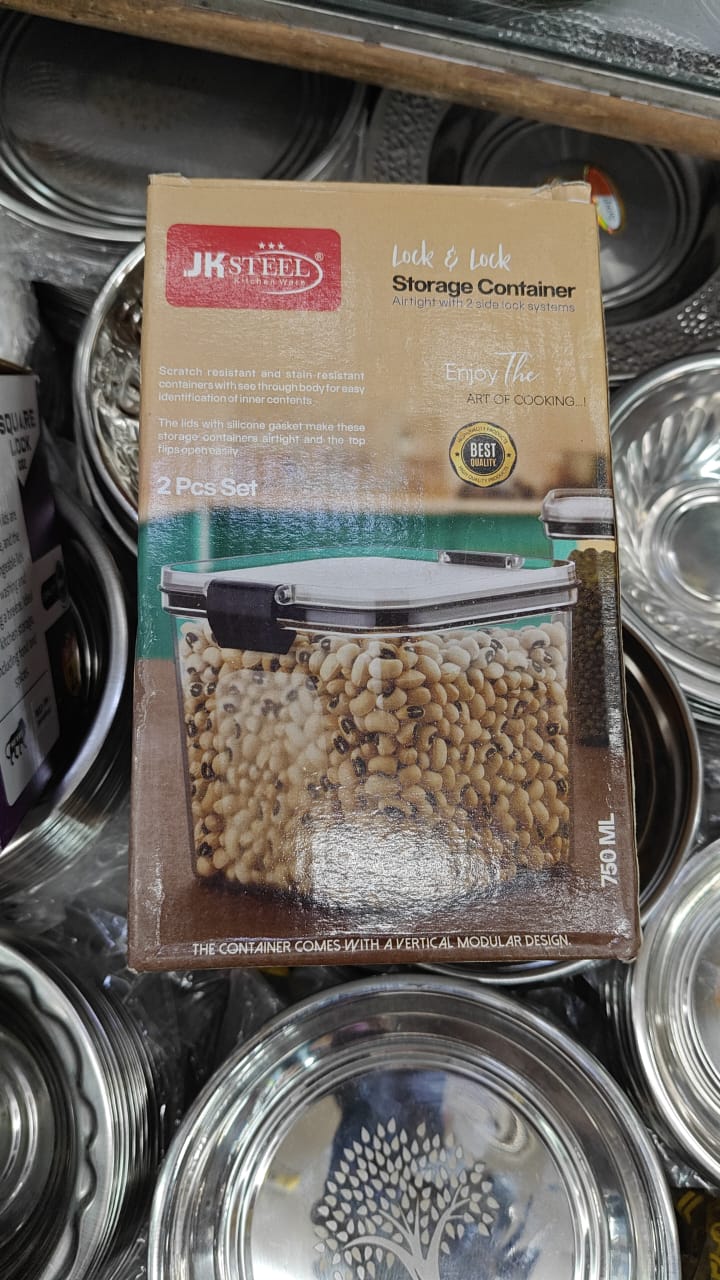 JK STEEL®
Kitchen Ware
Lock & Lock
Storage Container
Airtight with 2 side lock systems
Scratch resistant and stain-resistant
containers with see through body for easy
identification of inner contents
The lids with silicone gasket make these
storage containers airtight and the top
flips open easily
Enjoy The
ART OF COOKING...!
BEST
QUALITY
2 Pcs Set
750 ML
THE CONTAINER COMES WITH A VERTICAL MODULAR DESIGN.
SQUARE
LOCK